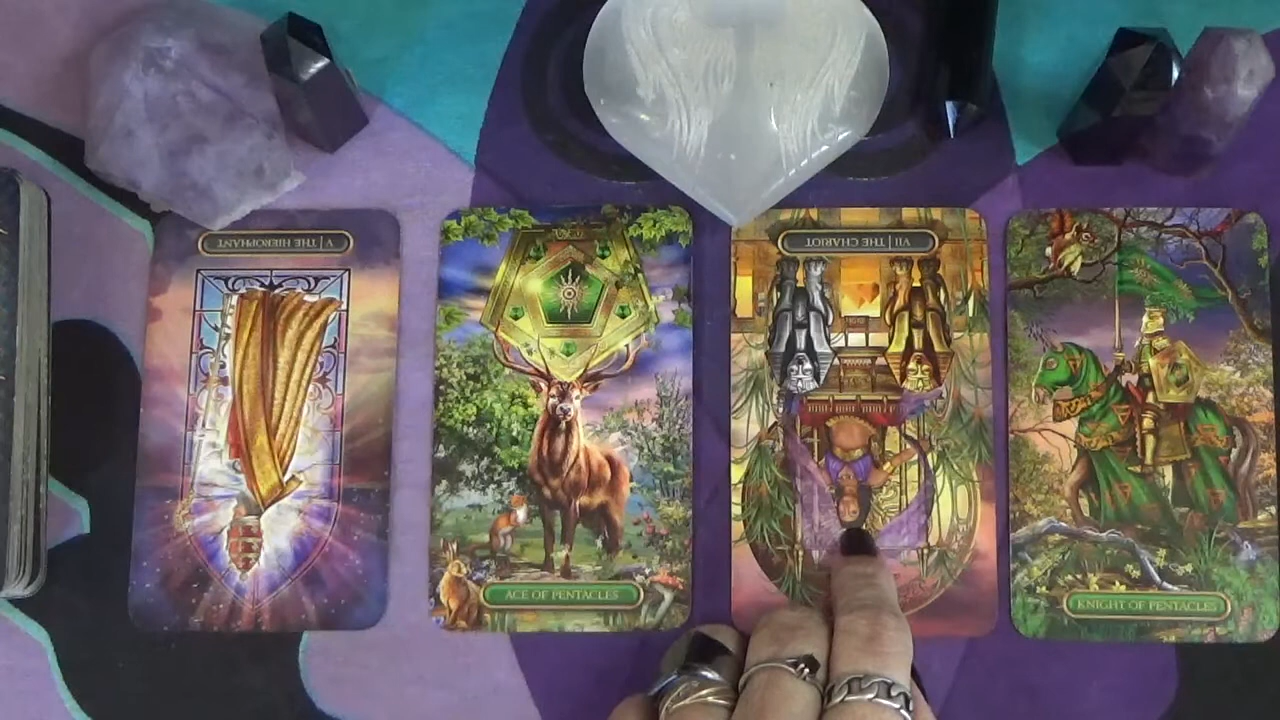 V | THE HIEROPHANT
ACE OF PENTACLES
VII | THE CHARIOT
KNIGHT OF PENTACLES